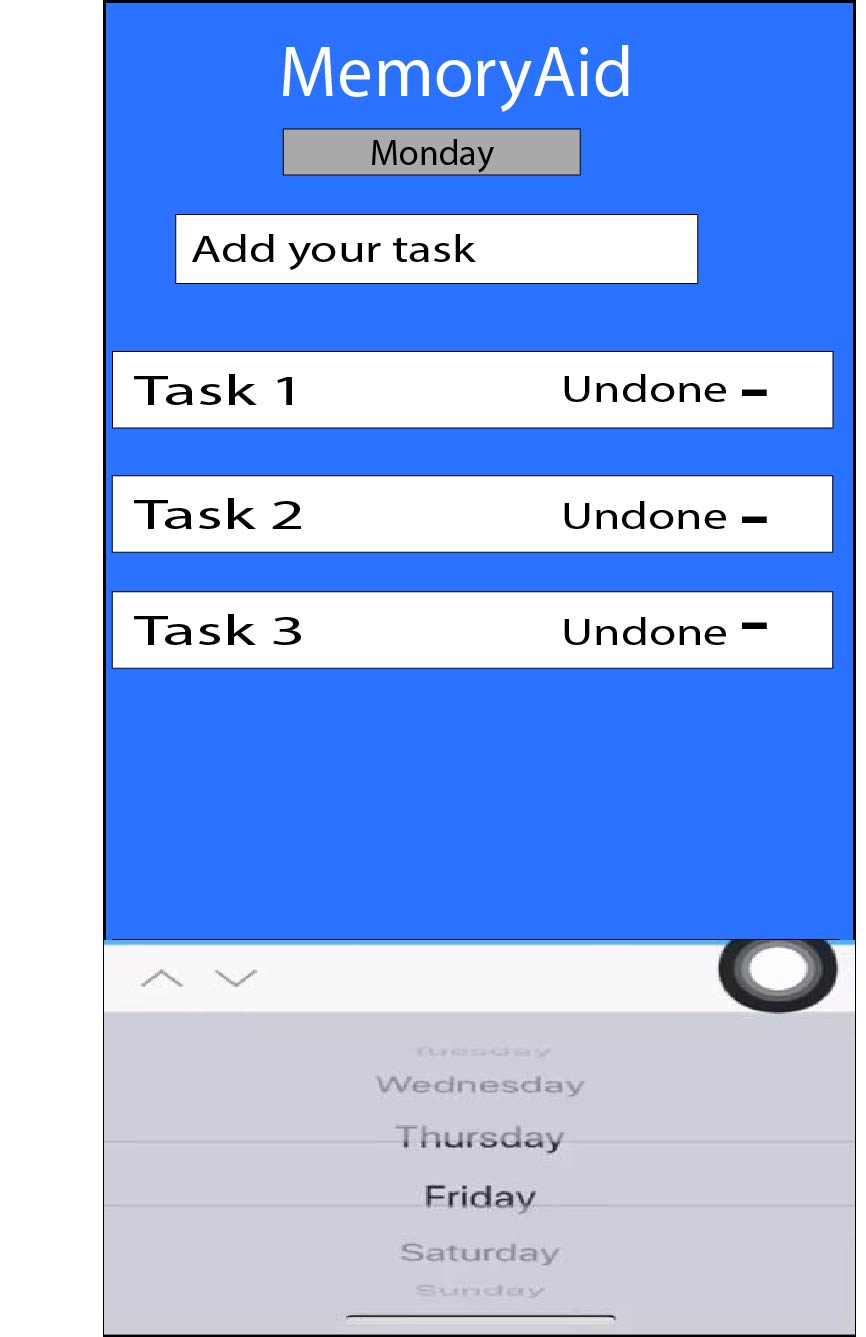 MemoryAid
Monday
Add your task
Task 1 Undone -
Task 2 Undone -
Task 3 Undone -
Tuesday
Wednesday
Thursday
Friday
Saturday
Sunday